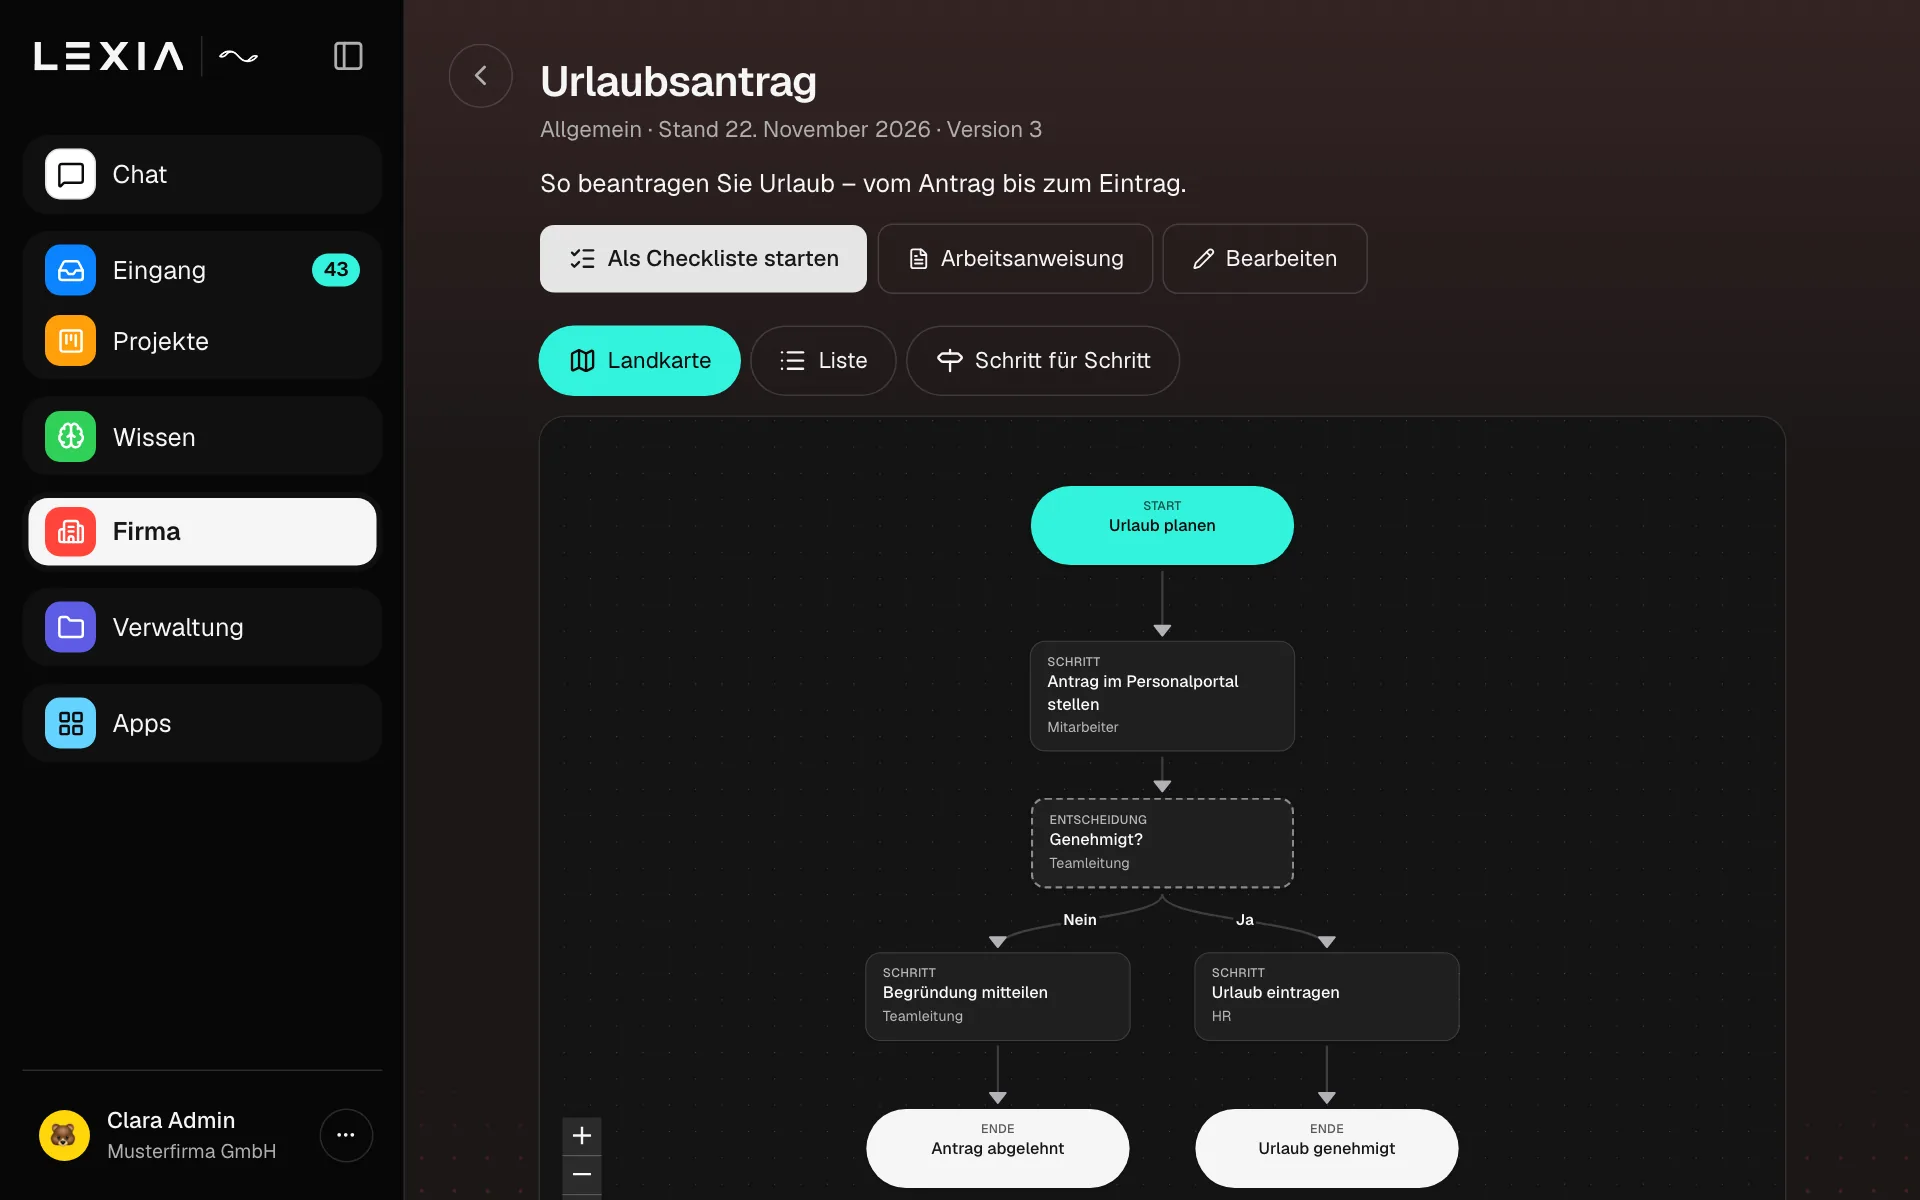 LEXIA
Chat
Eingang
43
Projekte
Wissen
Firma
Verwaltung
Apps
Clara Admin
Musterfirma GmbH
Urlaubsantrag
Allgemein · Stand 22. November 2026 · Version 3
So beantragen Sie Urlaub – vom Antrag bis zum Eintrag.
Als Checkliste starten
Arbeitsanweisung
Bearbeiten
Landkarte
Liste
Schritt für Schritt
START
Urlaub planen
SCHRITT
Antrag im Personalportal
stellen
Mitarbeiter
ENTSCHEIDUNG
Genehmigt?
Teamleitung
Nein
Ja
SCHRITT
Begründung mitteilen
Teamleitung
SCHRITT
Urlaub eintragen
HR
ENDE
Antrag abgelehnt
ENDE
Urlaub genehmigt